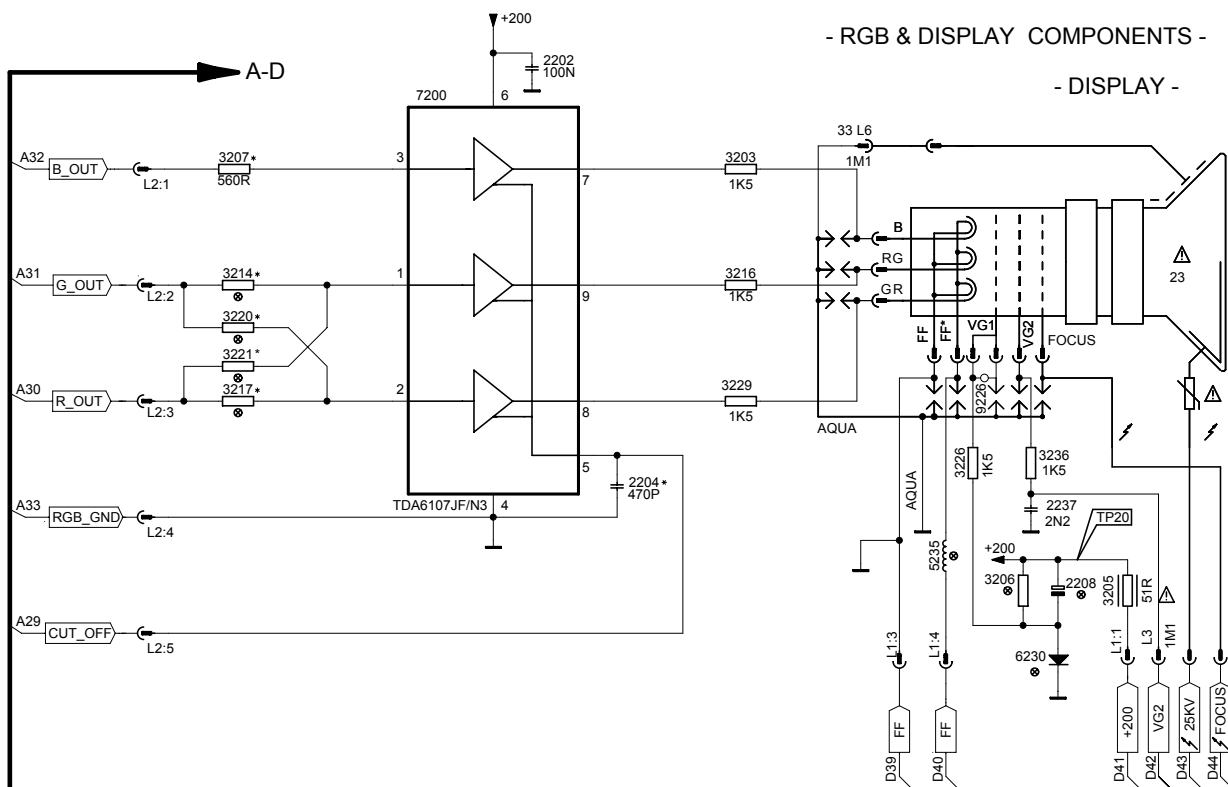 +200
- RGB & DISPLAY COMPONENTS -
- DISPLAY -
A-D
2202
100N
7200
6
A32
B_OUT
L2:1
3207*
560R
3
7
3203
1K5
33 L6
1M1
B
RG
GR
23
A31
G_OUT
L2:2
3214*
1
9
3216
1K5
3220*
3221*
FF
FF*
VG1
VG2
FOCUS
A30
R_OUT
L2:3
3217*
2
8
3229
1K5
AQUA
9226
5
2204*
470P
TDA6107JF/N3
4
AQUA
3226
1K5
3236
1K5
2237
2N2
A33
RGB_GND
L2:4
TP20
+200
5235
3206
2208
3205
51R
A29
CUT_OFF
L2:5
6230
L1:3
L1:4
L1:1
L3
1M1
FF
FF
+200
VG2
25KV
FOCUS
D39
D40
D41
D42
D43
D44